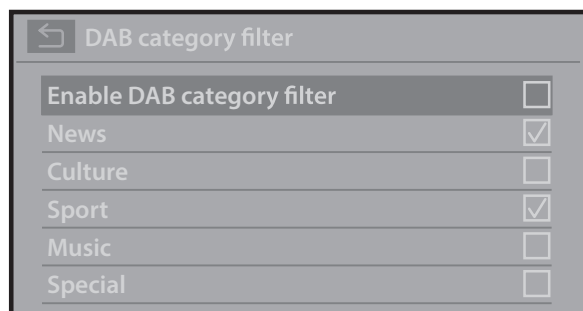 DAB category filter
Enable DAB category filter
News
Culture
Sport
Music
Special